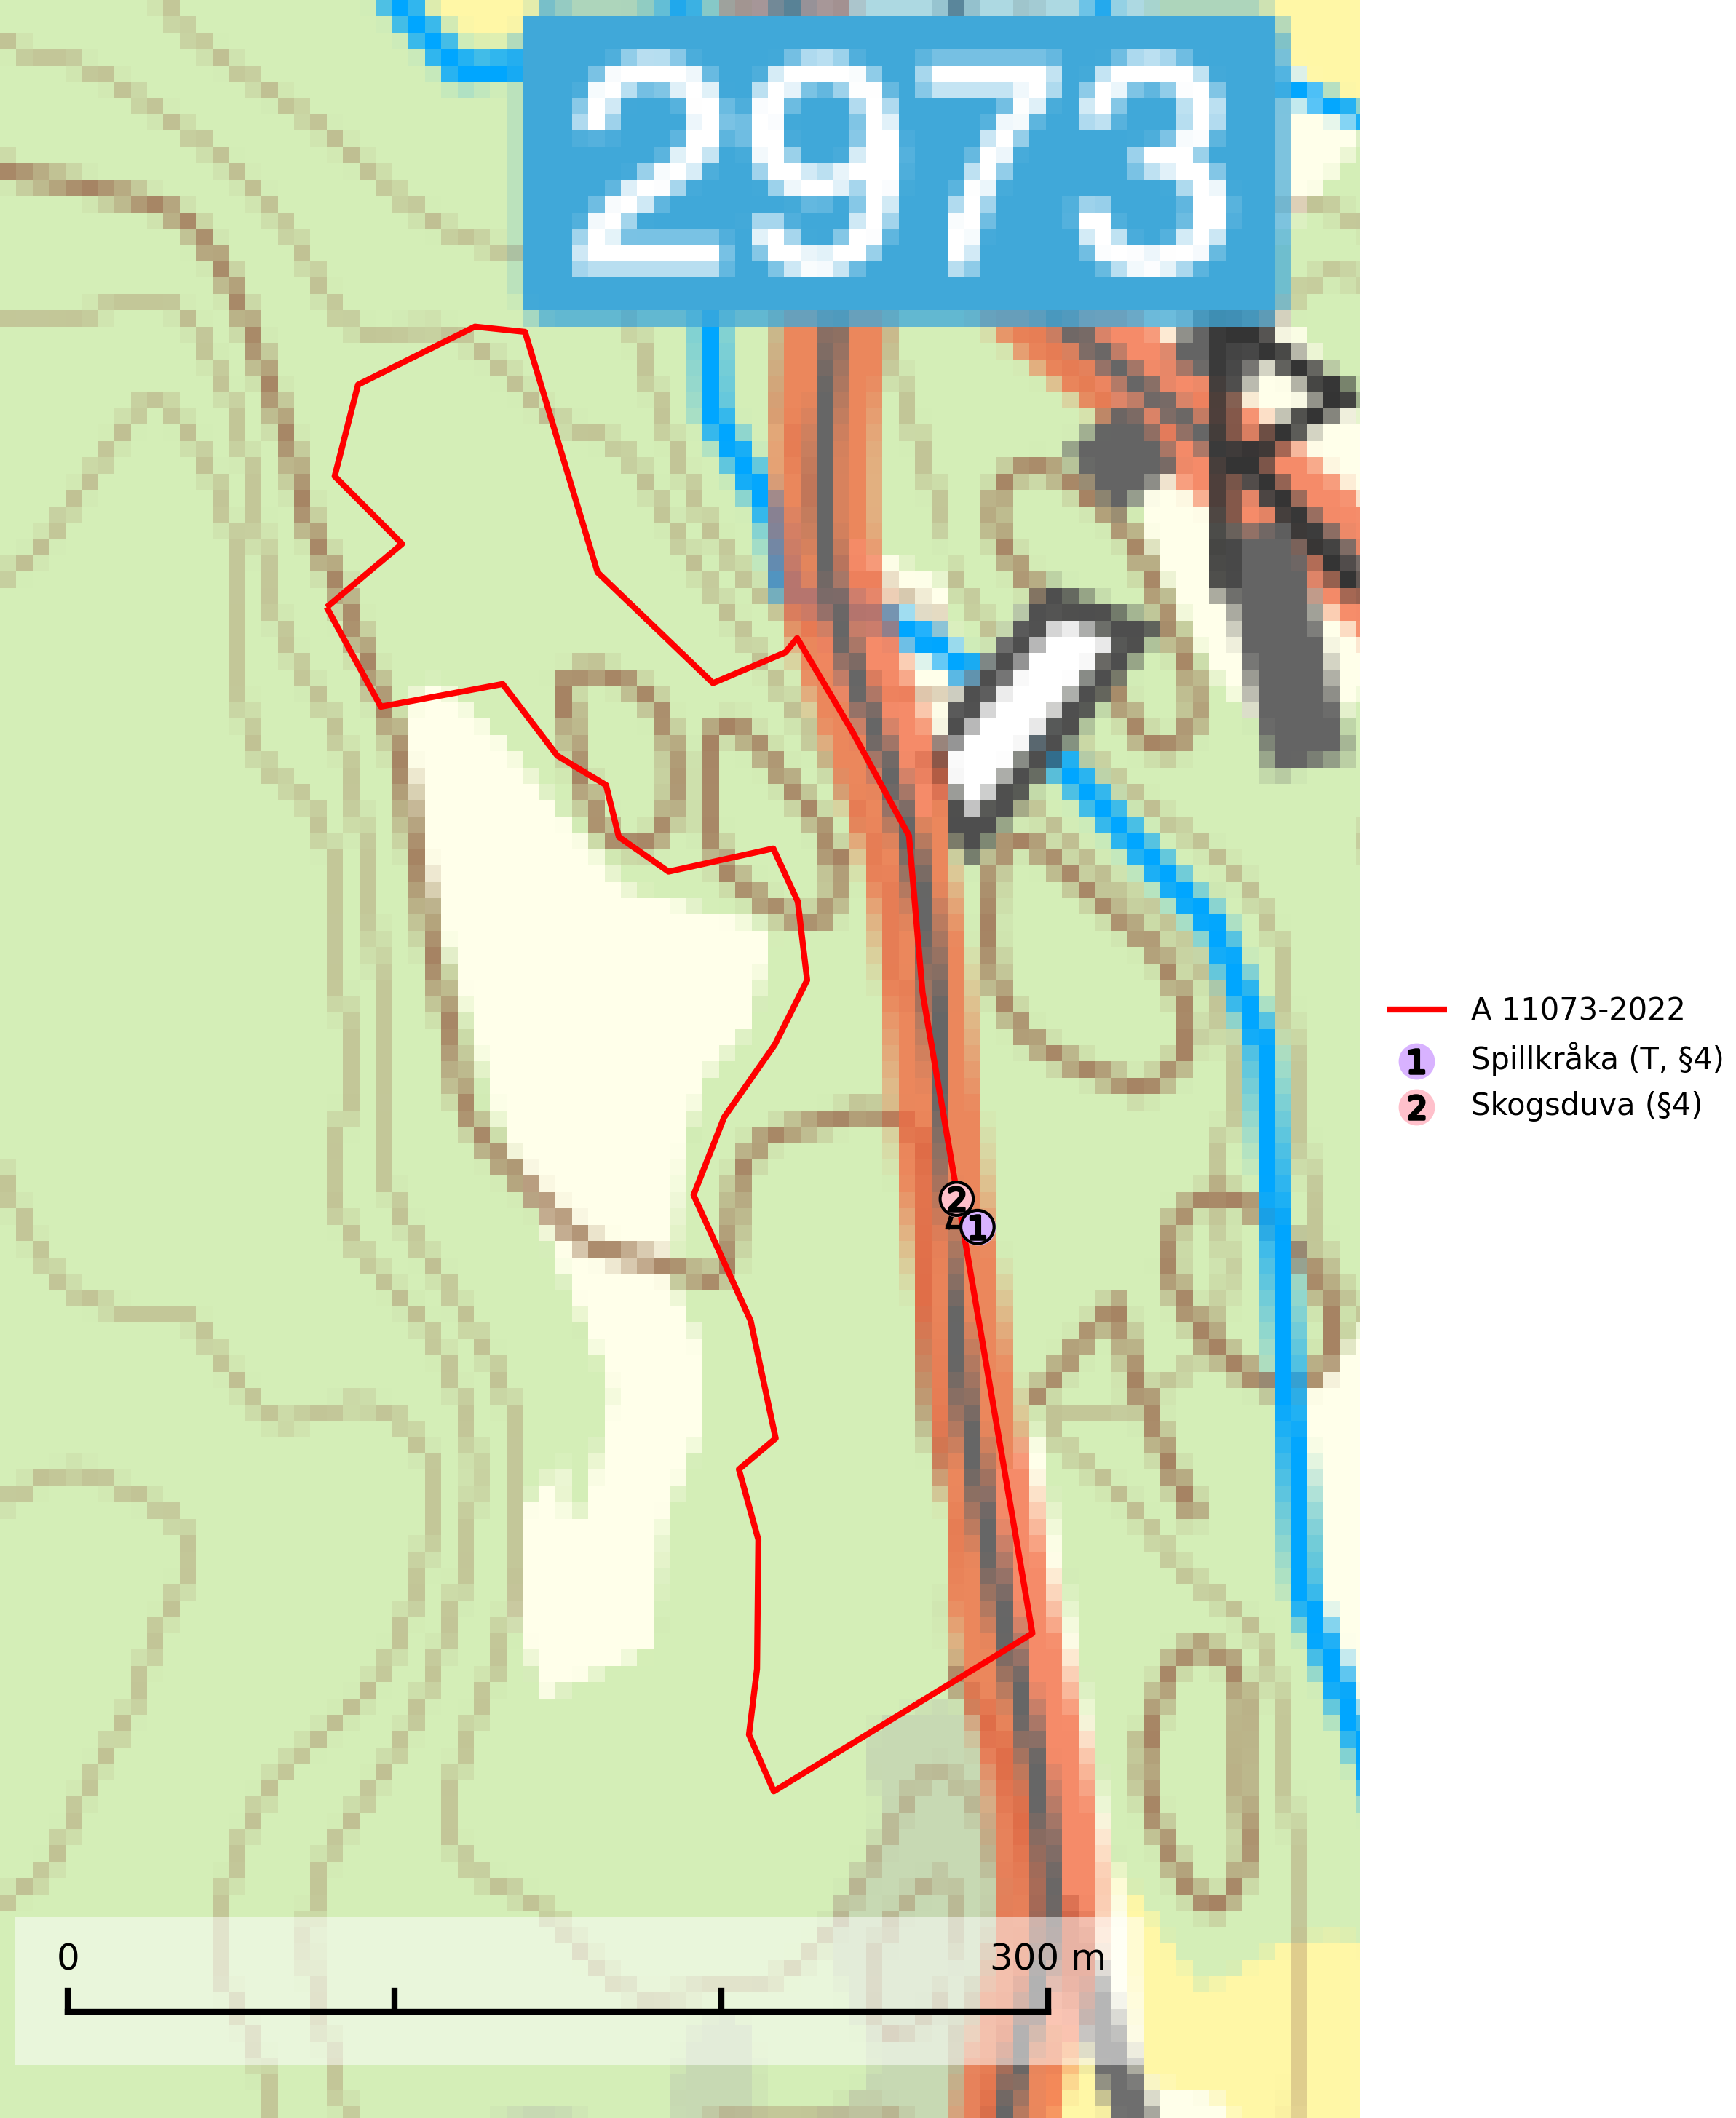 2973
A 11073-2022
1 Spillkråka (T, §4)
2 Skogsduva (§4)
2
1
0 300 m